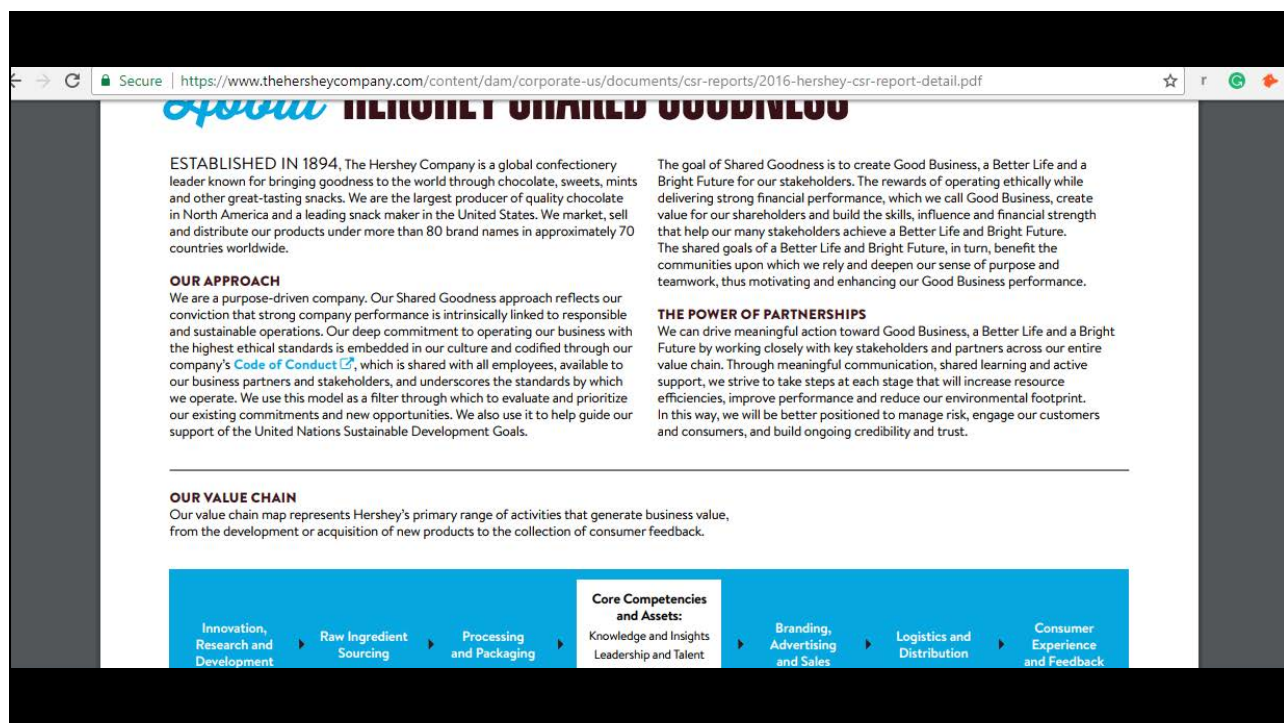 Secure | https://www.thehersheycompany.com/content/dam/corporate-us/documents/csr-reports/2016-hershey-csr-report-detail.pdf
About HERSHEY SHARED GOODNESS
ESTABLISHED IN 1894, The Hershey Company is a global confectionery
leader known for bringing goodness to the world through chocolate, sweets, mints
and other great-tasting snacks. We are the largest producer of quality chocolate
in North America and a leading snack maker in the United States. We market, sell
and distribute our products under more than 80 brand names in approximately 70
countries worldwide.
OUR APPROACH
We are a purpose-driven company. Our Shared Goodness approach reflects our
conviction that strong company performance is intrinsically linked to responsible
and sustainable operations. Our deep commitment to operating our business with
the highest ethical standards is embedded in our culture and codified through our
company's Code of Conduct, which is shared with all employees, available to
our business partners and stakeholders, and underscores the standards by which
we operate. We use this model as a filter through which to evaluate and prioritize
our existing commitments and new opportunities. We also use it to help guide our
support of the United Nations Sustainable Development Goals.
The goal of Shared Goodness is to create Good Business, a Better Life and a
Bright Future for our stakeholders. The rewards of operating ethically while
delivering strong financial performance, which we call Good Business, create
value for our shareholders and build the skills, influence and financial strength
that help our many stakeholders achieve a Better Life and Bright Future.
The shared goals of a Better Life and Bright Future, in turn, benefit the
communities upon which we rely and deepen our sense of purpose and
teamwork, thus motivating and enhancing our Good Business performance.
THE POWER OF PARTNERSHIPS
We can drive meaningful action toward Good Business, a Better Life and a Bright
Future by working closely with key stakeholders and partners across our entire
value chain. Through meaningful communication, shared learning and active
support, we strive to take steps at each stage that will increase resource
efficiencies, improve performance and reduce our environmental footprint.
In this way, we will be better positioned to manage risk, engage our customers
and consumers, and build ongoing credibility and trust.
OUR VALUE CHAIN
Our value chain map represents Hershey's primary range of activities that generate business value,
from the development or acquisition of new products to the collection of consumer feedback.
Innovation,
Research and
Development
Raw Ingredient
Sourcing
Processing
and Packaging
Core Competencies
and Assets:
Knowledge and Insights
Leadership and Talent
Branding,
Advertising
and Sales
Logistics and
Distribution
Consumer
Experience
and Feedback